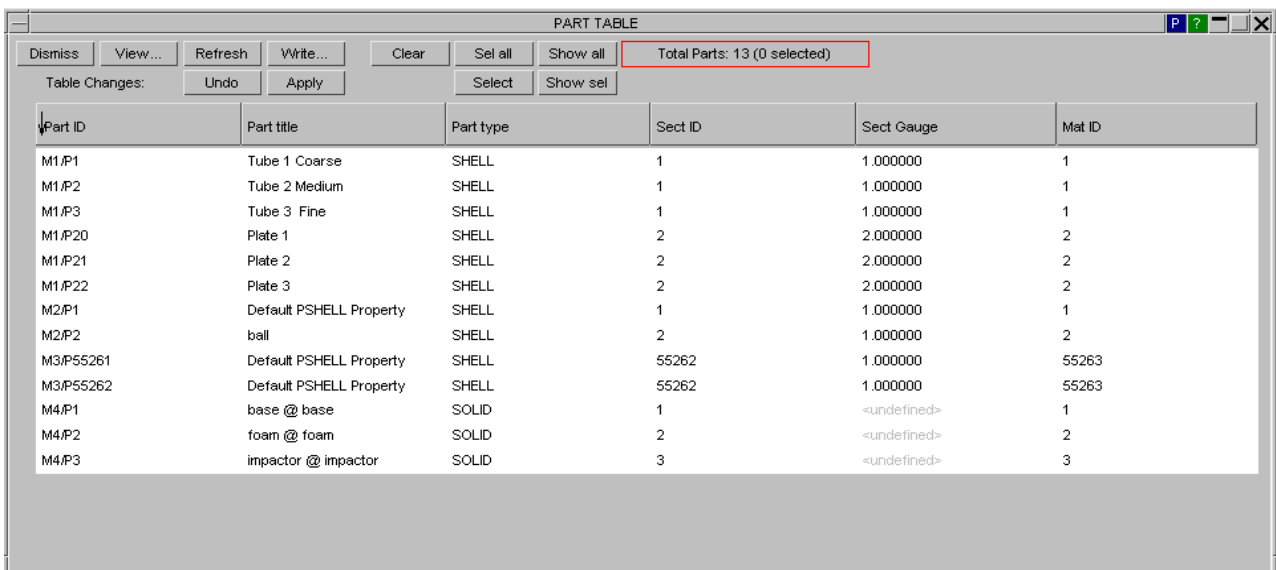 PART TABLE P ?
Dismiss View... Refresh Write... Clear Sel all Show all Total Parts: 13 (0 selected)
Table Changes: Undo Apply Select Show sel
Part ID Part title Part type Sect ID Sect Gauge Mat ID
M1/P1 Tube 1 Coarse SHELL 1 1.000000 1
M1/P2 Tube 2 Medium SHELL 1 1.000000 1
M1/P3 Tube 3 Fine SHELL 1 1.000000 1
M1/P20 Plate 1 SHELL 2 2.000000 2
M1/P21 Plate 2 SHELL 2 2.000000 2
M1/P22 Plate 3 SHELL 2 2.000000 2
M2/P1 Default PSHELL Property SHELL 1 1.000000 1
M2/P2 ball SHELL 2 1.000000 2
M3/P55261 Default PSHELL Property SHELL 55262 1.000000 55263
M3/P55262 Default PSHELL Property SHELL 55262 1.000000 55263
M4/P1 base @ base SOLID 1 <undefined> 1
M4/P2 foam @ foam SOLID 2 <undefined> 2
M4/P3 impactor @ impactor SOLID 3 <undefined> 3